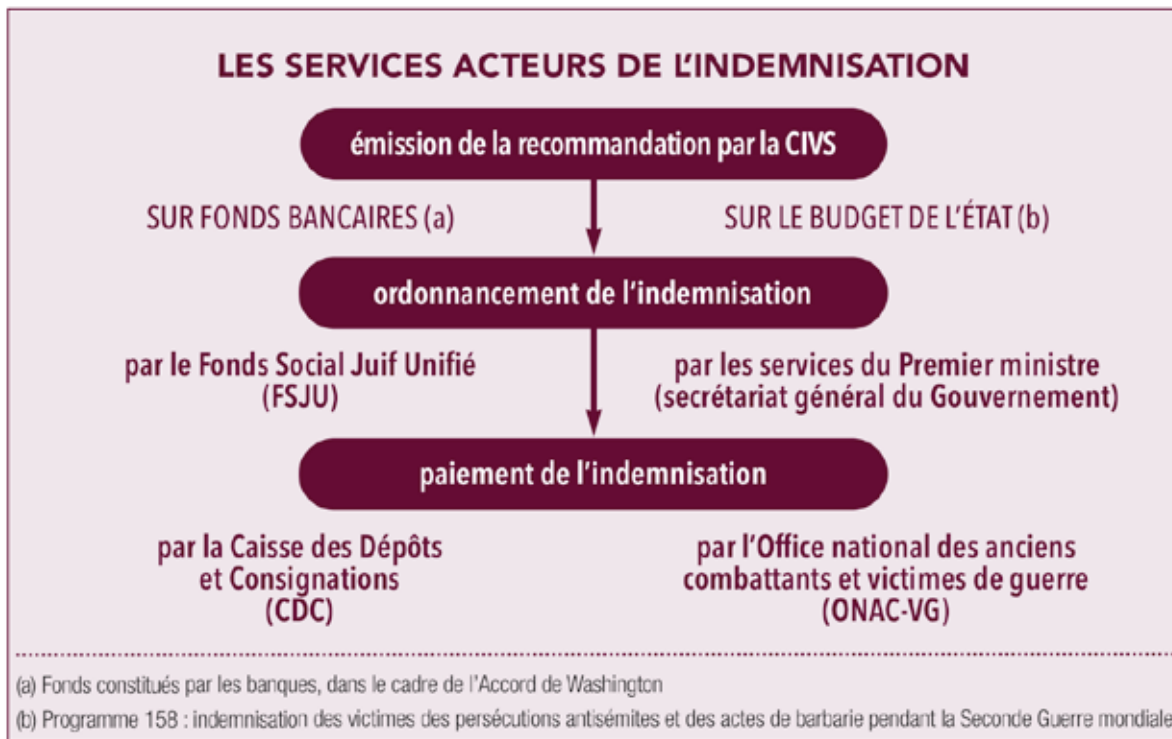 LES SERVICES ACTEURS DE L'INDEMNISATION
émission de la recommandation par la CIVS
SUR FONDS BANCAIRES (a)
SUR LE BUDGET DE L'ÉTAT (b)
ordonnancement de l'indemnisation
par le Fonds Social Juif Unifié
(FSJU)
par les services du Premier ministre
(secrétariat général du Gouvernement)
paiement de l'indemnisation
par la Caisse des Dépôts
et Consignations
(CDC)
par l'Office national des anciens
combattants et victimes de guerre
(ONAC-VG)
(a) Fonds constitués par les banques, dans le cadre de l'Accord de Washington
(b) Programme 158 : indemnisation des victimes des persécutions antisémites et des actes de barbarie pendant la Seconde Guerre mondiale